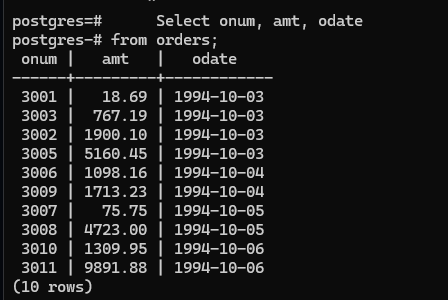 postgres=#      Select onum, amt, odate
postgres-# from orders;
 onum |   amt   |   odate
------+---------+------------
 3001 |   18.69 | 1994-10-03
 3003 |  767.19 | 1994-10-03
 3002 | 1900.10 | 1994-10-03
 3005 | 5160.45 | 1994-10-03
 3006 | 1098.16 | 1994-10-04
 3009 | 1713.23 | 1994-10-04
 3007 |   75.75 | 1994-10-05
 3008 | 4723.00 | 1994-10-05
 3010 | 1309.95 | 1994-10-06
 3011 | 9891.88 | 1994-10-06
(10 rows)